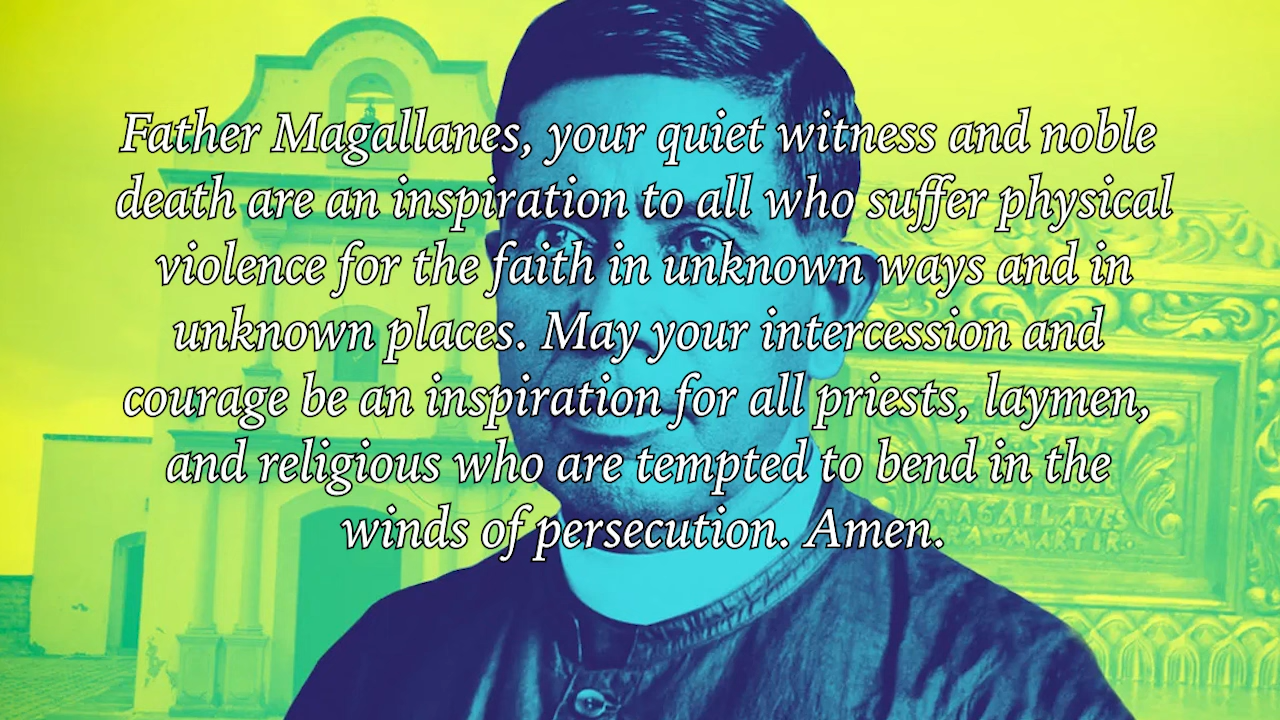 Father Magallanes, your quiet witness and noble
death are an inspiration to all who suffer physical
violence for the faith in unknown ways and in
unknown places. May your intercession and
courage be an inspiration for all priests, laymen,
and religious who are tempted to bend in the
winds of persecution. Amen.
MAGALLANES
MARTIR.